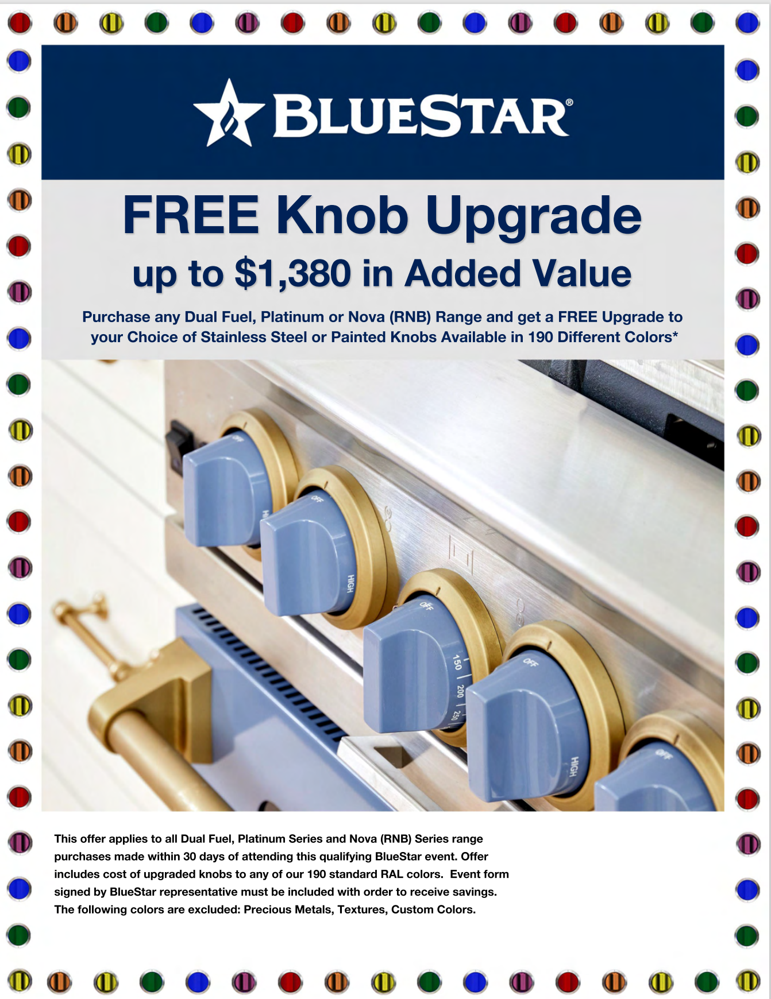 BLUESTAR®
FREE Knob Upgrade
up to $1,380 in Added Value
Purchase any Dual Fuel, Platinum or Nova (RNB) Range and get a FREE Upgrade to
your Choice of Stainless Steel or Painted Knobs Available in 190 Different Colors*
OFF
OFF
HIGH
OFF
150
200
250
OFF
HIGH
OFF
This offer applies to all Dual Fuel, Platinum Series and Nova (RNB) Series range
purchases made within 30 days of attending this qualifying BlueStar event. Offer
includes cost of upgraded knobs to any of our 190 standard RAL colors.  Event form
signed by BlueStar representative must be included with order to receive savings.
The following colors are excluded: Precious Metals, Textures, Custom Colors.